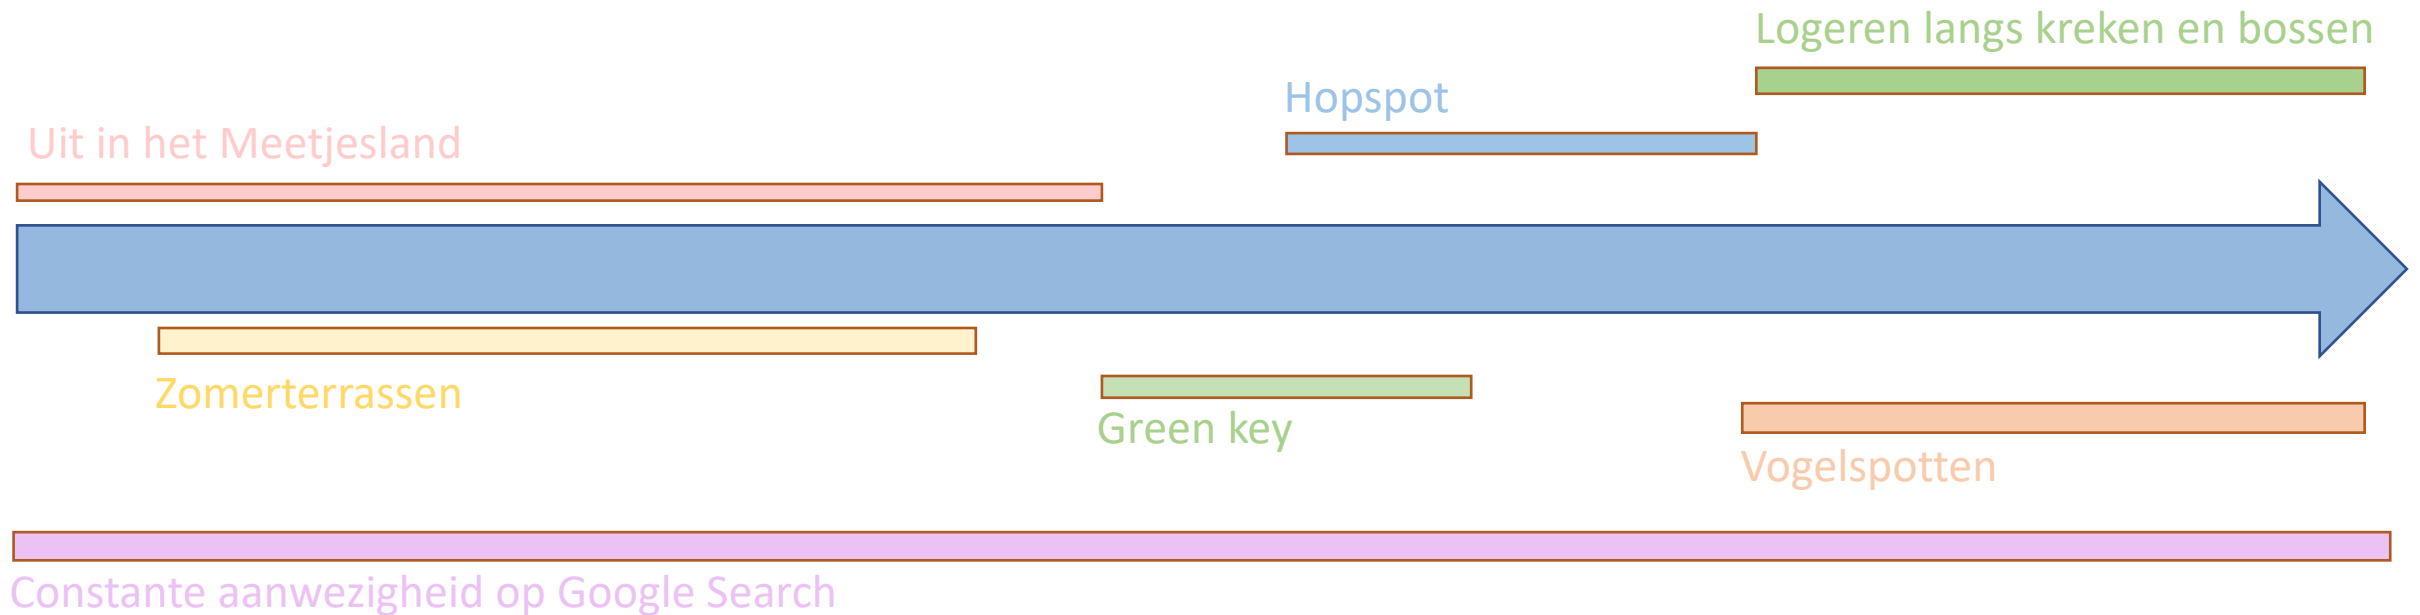 Logeren langs kreken en bossen
Hopspot
Uit in het Meetjesland
Zomerterrassen
Green key
Vogelspotten
Constante aanwezigheid op Google Search